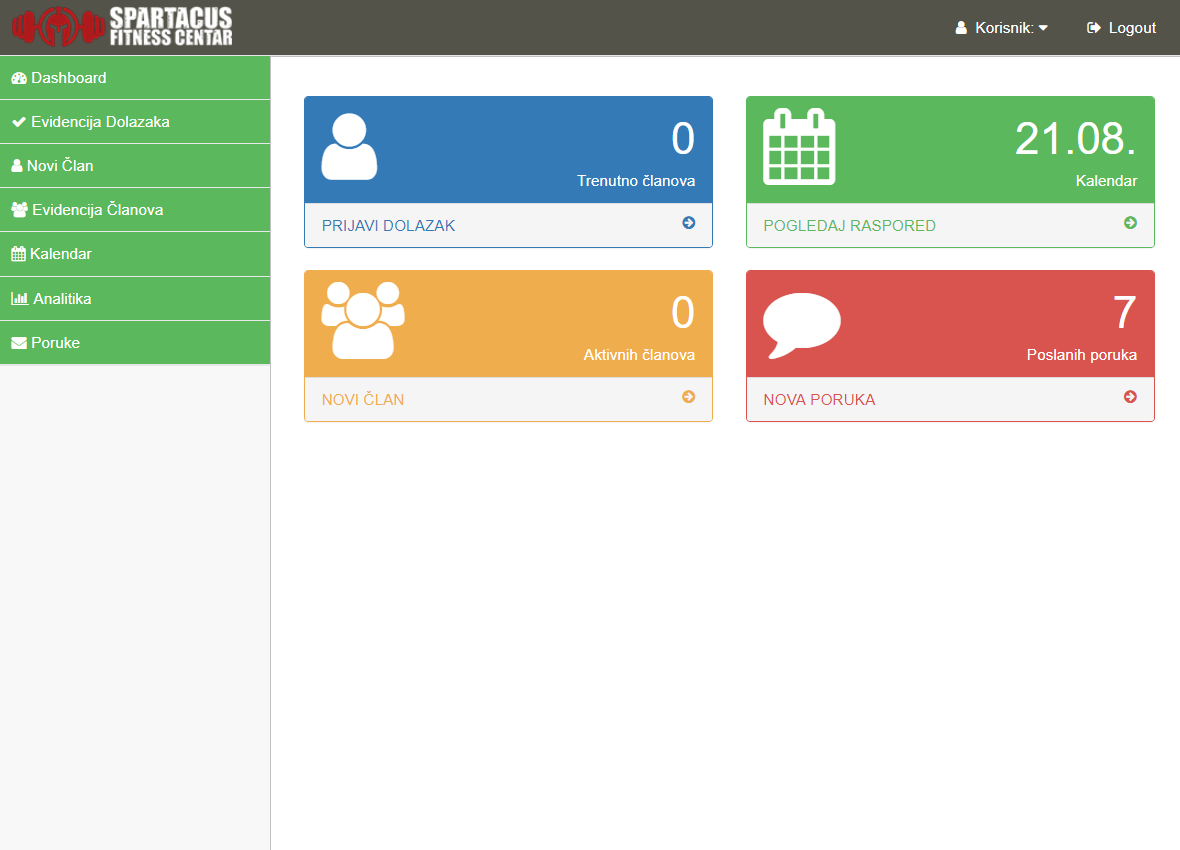 SPARTACUS
FITNESS CENTAR
Korisnik:
Logout
Dashboard
Evidencija Dolazaka
Novi Član
Evidencija Članova
Kalendar
Analitika
Poruke
0
Trenutno članova
PRIJAVI DOLAZAK
21.08.
Kalendar
POGLEDAJ RASPORED
0
Aktivnih članova
NOVI ČLAN
7
Poslanih poruka
NOVA PORUKA